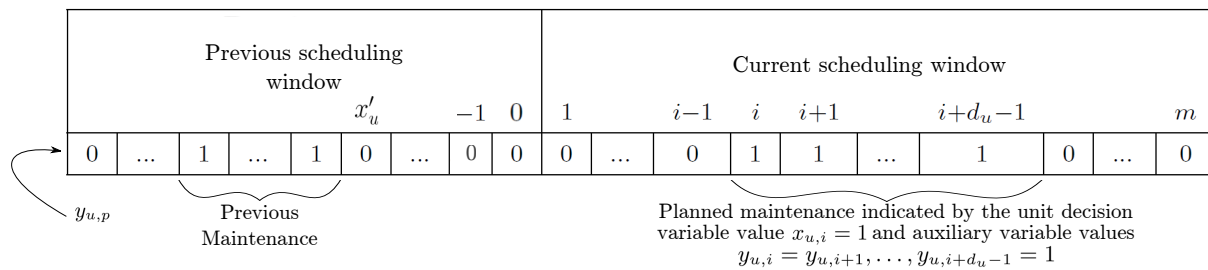 Previous scheduling
window
Current scheduling window
x′ᵤ −1 0 1 i−1 i i+1 i+dᵤ−1 m
0 ... 1 ... 1 0 ... 0 0 0 ... 0 1 1 ... 1 0 ... 0
y_{u,p}
Previous
Maintenance
Planned maintenance indicated by the unit decision
variable value x_{u,i} = 1 and auxiliary variable values
y_{u,i} = y_{u,i+1}, . . . , y_{u,i+d_u−1} = 1